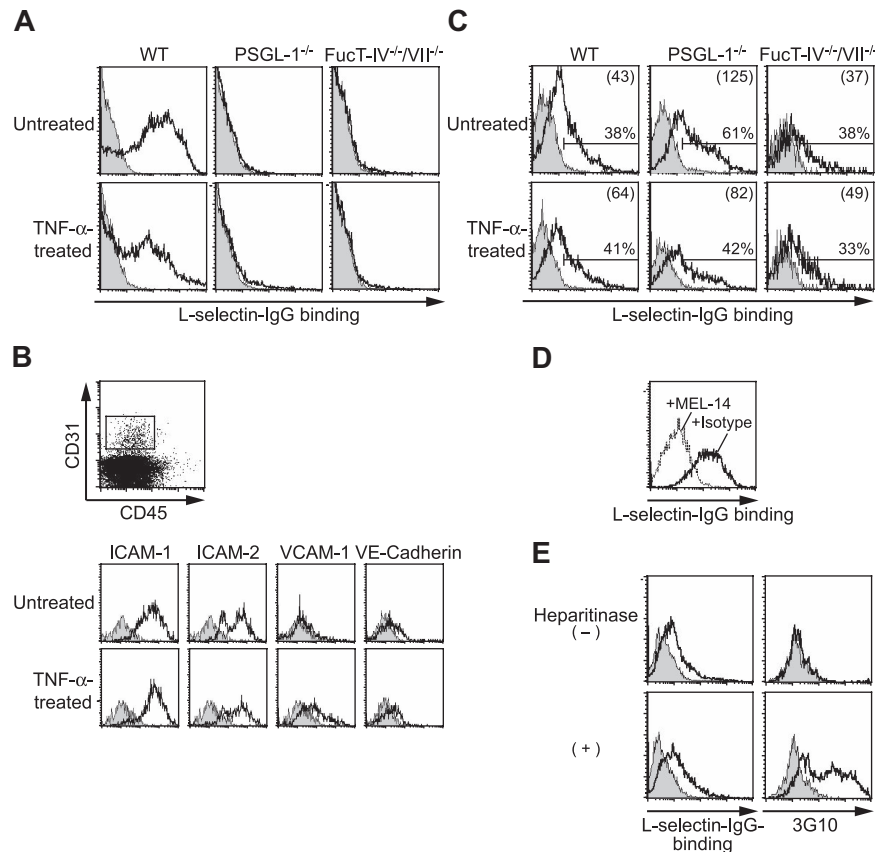 A
WT
PSGL-1-/-
FucT-IV-/-/VII-/-
Untreated
TNF-α-
treated
L-selectin-IgG binding
B
CD31
CD45
ICAM-1
ICAM-2
VCAM-1
VE-Cadherin
Untreated
TNF-α-
treated
C
WT
PSGL-1-/-
FucT-IV-/-/VII-/-
Untreated
(43)
38%
(125)
61%
(37)
38%
TNF-α-
treated
(64)
41%
(82)
42%
(49)
33%
L-selectin-IgG binding
D
+MEL-14
+Isotype
L-selectin-IgG binding
E
Heparitinase
( – )
( + )
L-selectin-IgG-
binding
3G10